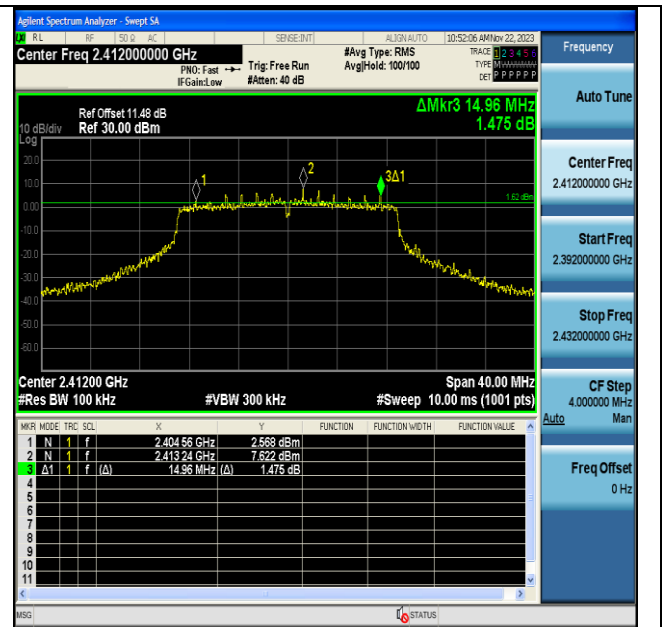 Agilent Spectrum Analyzer - Swept SA
LXI RL RF 50 Ω AC SENSE:INT ALIGN AUTO 10:52:06 AM Nov 22, 2023
Center Freq 2.412000000 GHz
PNO: Fast
IFGain:Low
Trig: Free Run
#Atten: 40 dB
#Avg Type: RMS
Avg|Hold: 100/100
TRACE 1 2 3 4 5 6
TYPE
DET P P P P P P
Frequency
Auto Tune
Center Freq
2.412000000 GHz
Start Freq
2.392000000 GHz
Stop Freq
2.432000000 GHz
CF Step
4.000000 MHz
Auto Man
Freq Offset
0 Hz
ΔMkr3 14.96 MHz
1.475 dB
Ref Offset 11.48 dB
10 dB/div Ref 30.00 dBm
Log
20.0
10.0
0.00
-10.0
-20.0
-30.0
-40.0
-50.0
-60.0
1
2
3Δ1
1.62 dBm
Center 2.41200 GHz Span 40.00 MHz
#Res BW 100 kHz #VBW 300 kHz #Sweep 10.00 ms (1001 pts)
MKR MODE TRC SCL X Y FUNCTION FUNCTION WIDTH FUNCTION VALUE
1 N 1 f 2.404 56 GHz 2.568 dBm
2 N 1 f 2.413 24 GHz 7.622 dBm
3 Δ1 1 f (Δ) 14.96 MHz (Δ) 1.475 dB
4
5
6
7
8
9
10
11
MSG STATUS